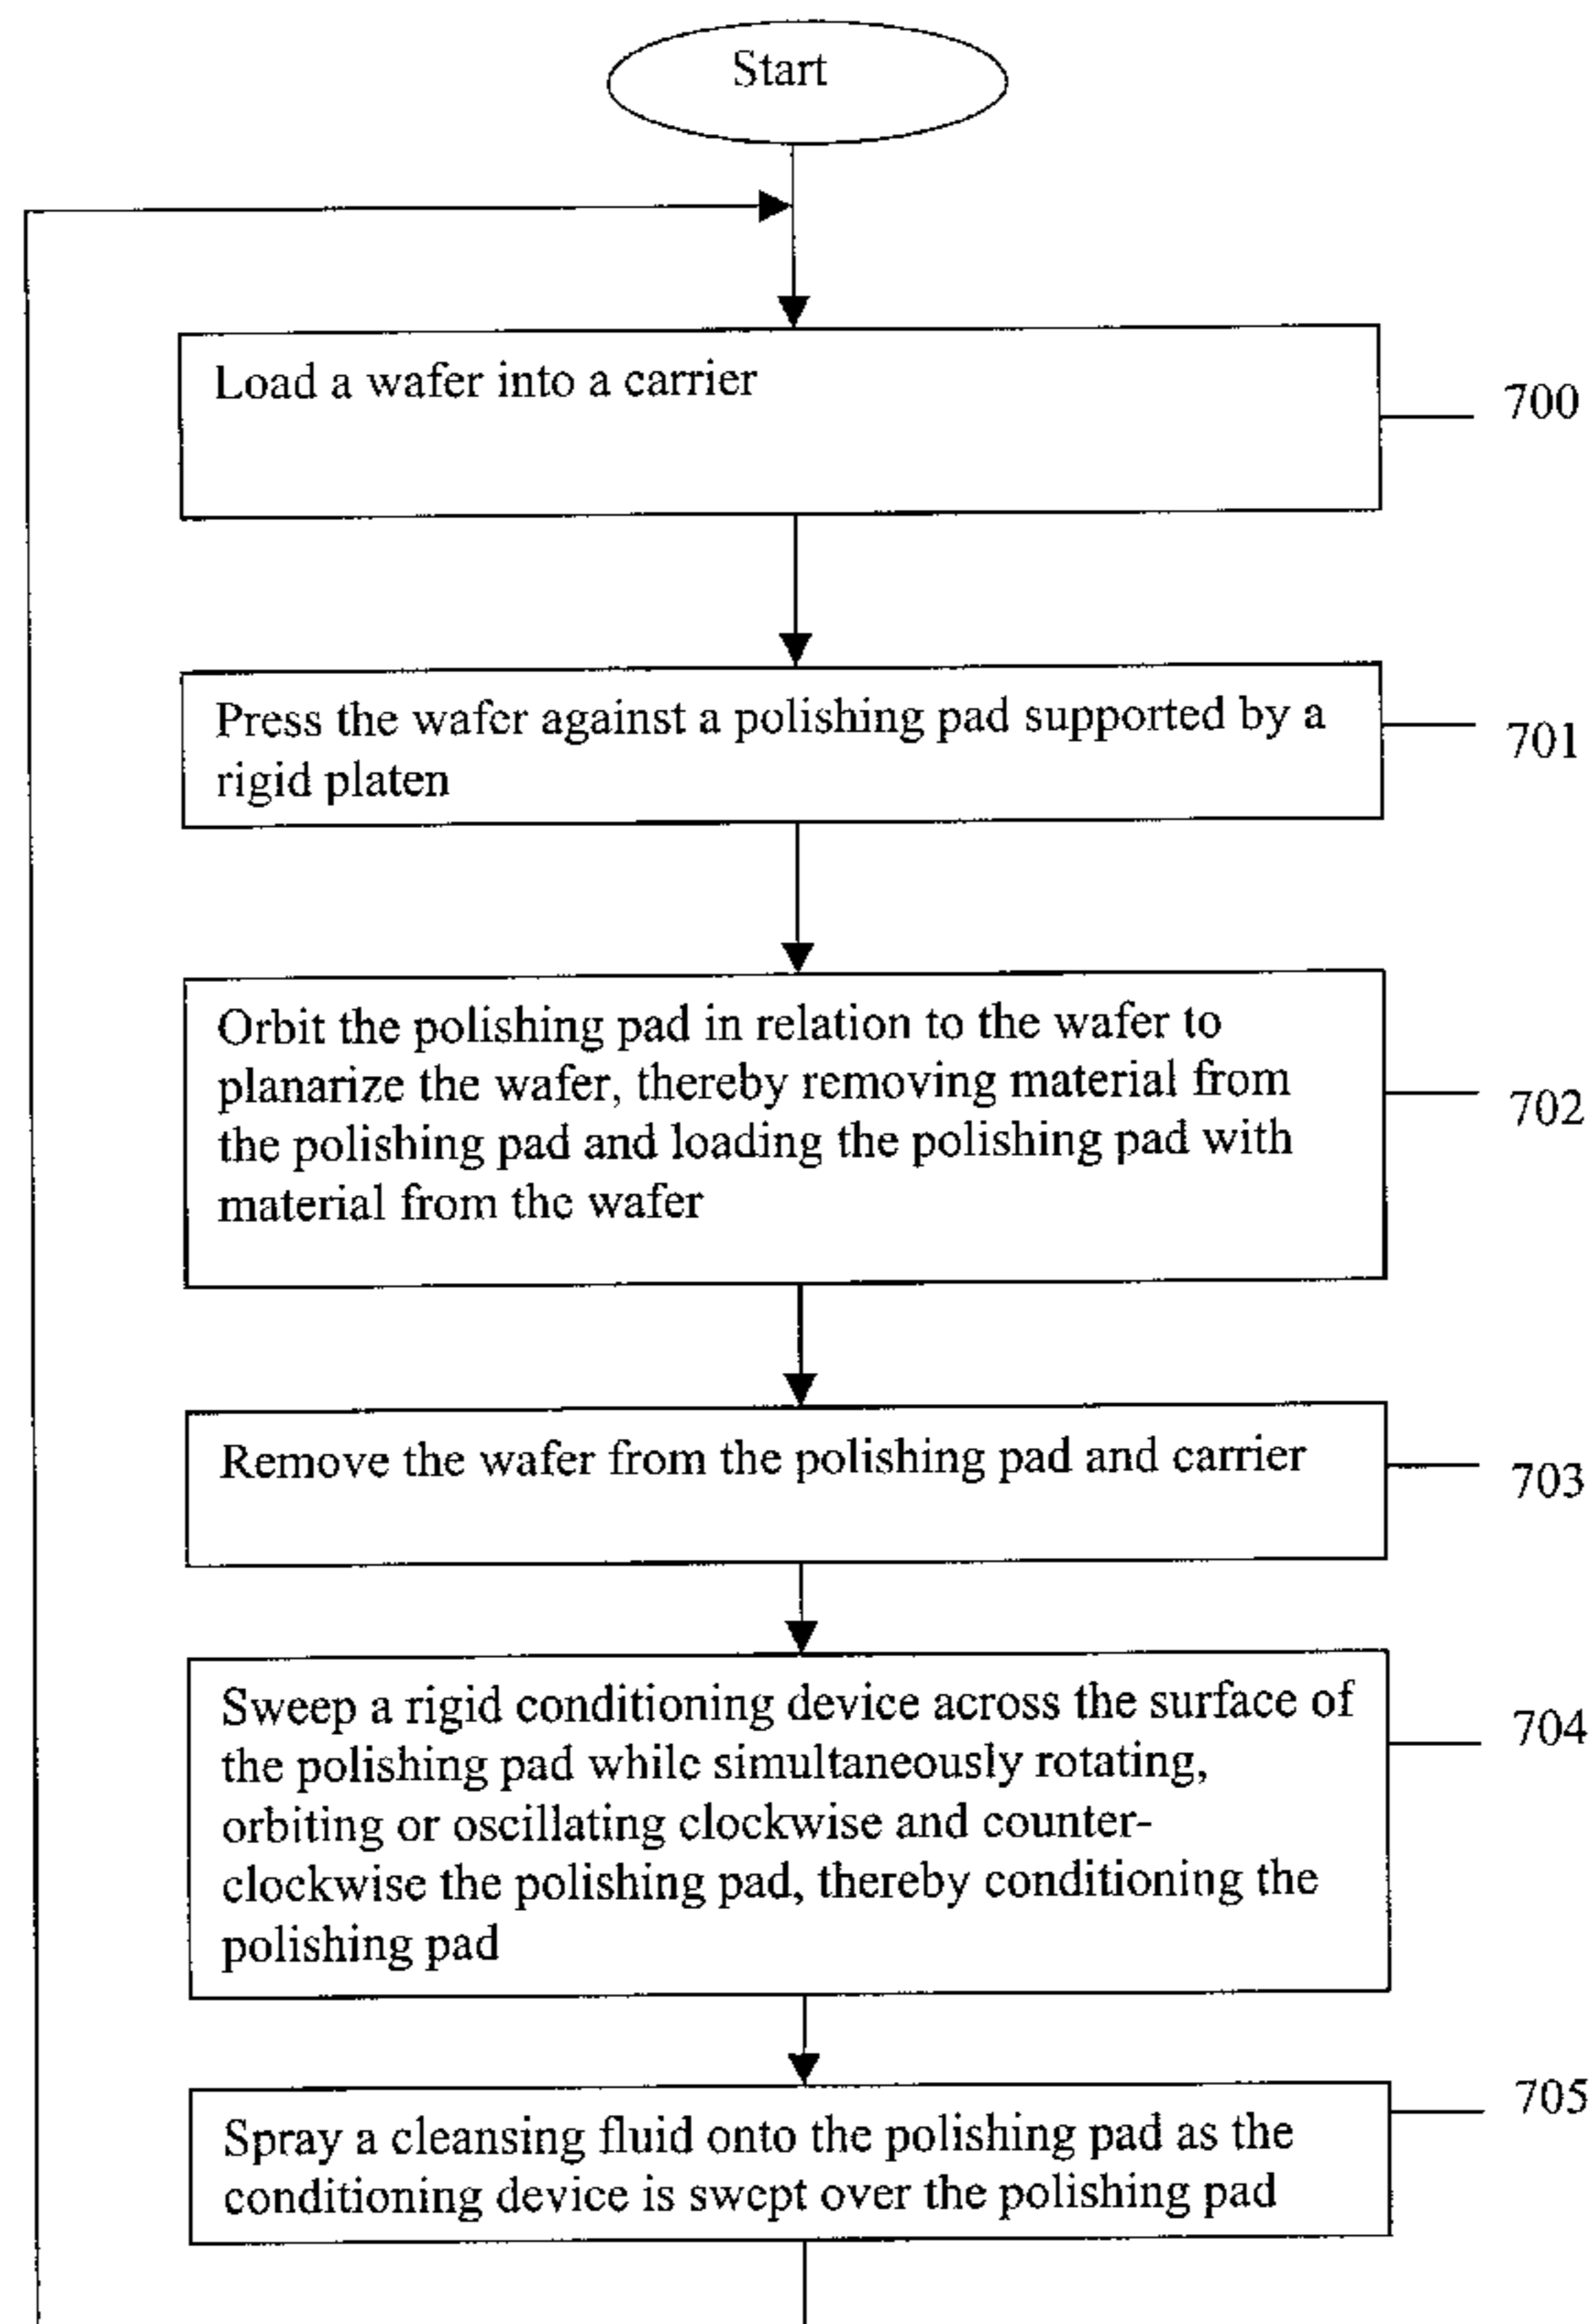 Start
Load a wafer into a carrier
700
Press the wafer against a polishing pad supported by a
rigid platen
701
Orbit the polishing pad in relation to the wafer to
planarize the wafer, thereby removing material from
the polishing pad and loading the polishing pad with
material from the wafer
702
Remove the wafer from the polishing pad and carrier
703
Sweep a rigid conditioning device across the surface of
the polishing pad while simultaneously rotating,
orbiting or oscillating clockwise and counter-
clockwise the polishing pad, thereby conditioning the
polishing pad
704
Spray a cleansing fluid onto the polishing pad as the
conditioning device is swept over the polishing pad
705